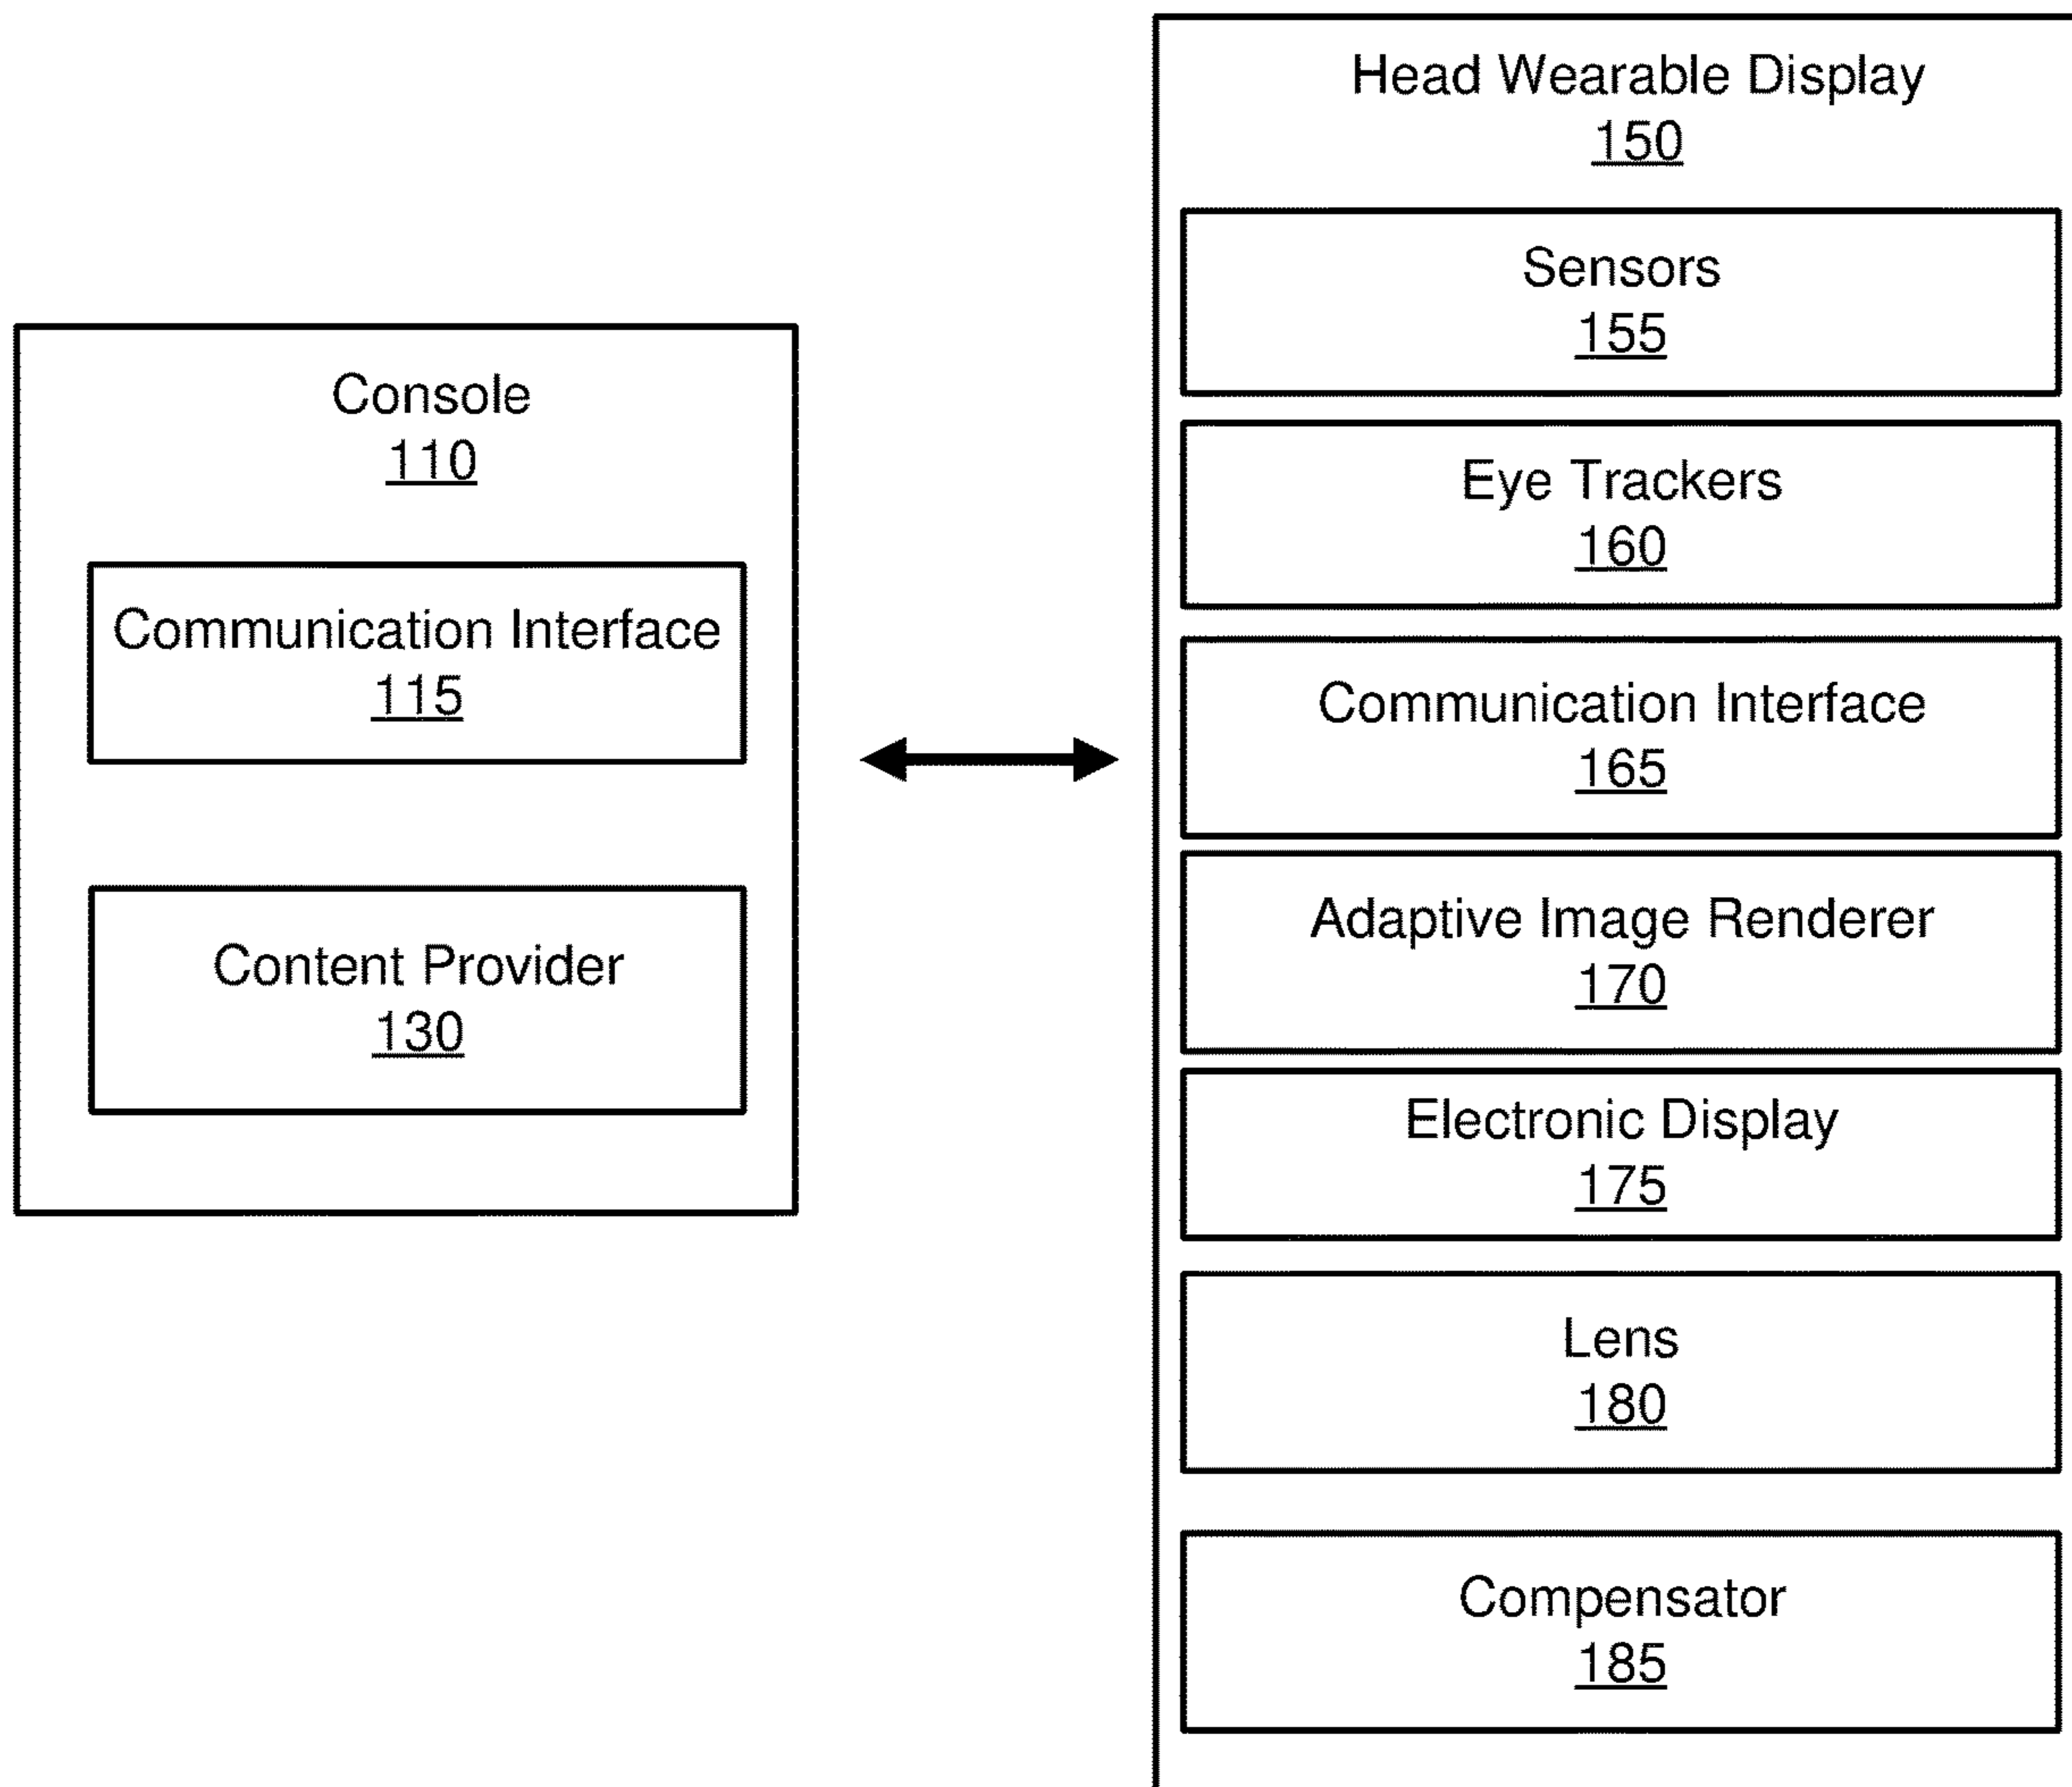 Console
110
Communication Interface
115
Content Provider
130
Head Wearable Display
150
Sensors
155
Eye Trackers
160
Communication Interface
165
Adaptive Image Renderer
170
Electronic Display
175
Lens
180
Compensator
185